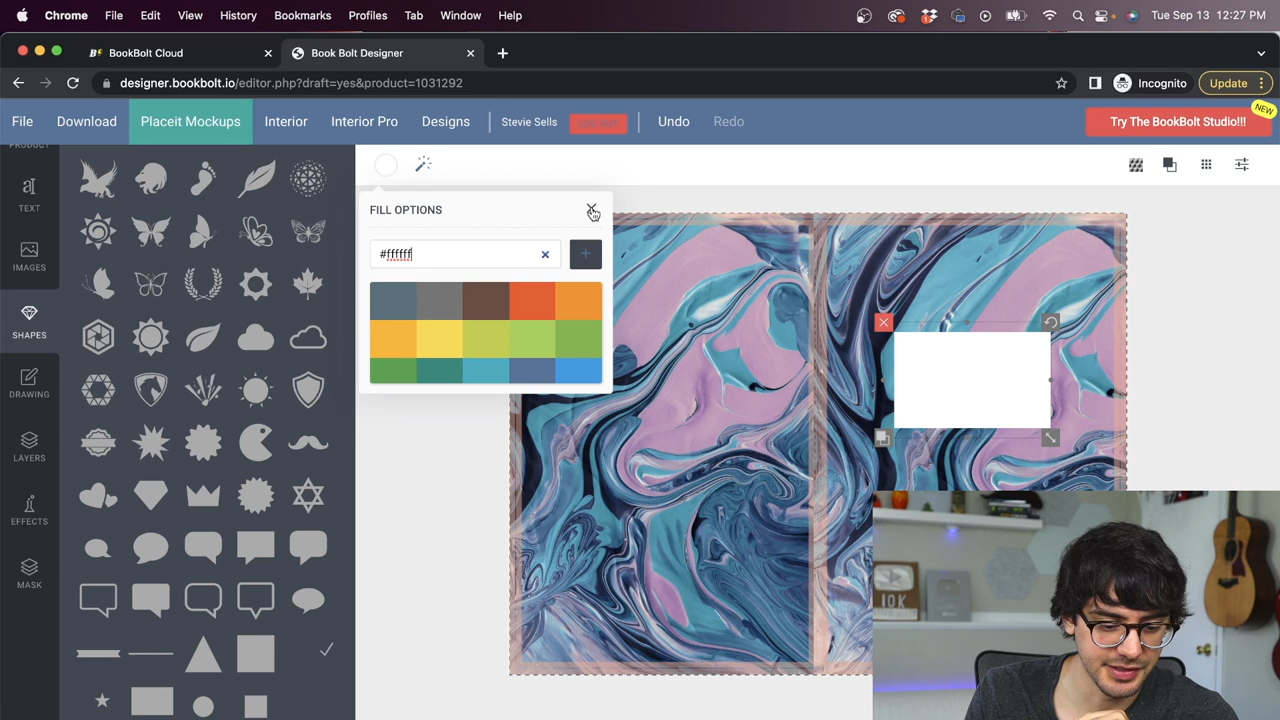 Chrome File Edit View History Bookmarks Profiles Tab Window Help Tue Sep 13 12:27 PM
BookBolt Cloud Book Bolt Designer
designer.bookbolt.io/editor.php?draft=yes&product=1031292 Incognito Update
NEW
File Download Placeit Mockups Interior Interior Pro Designs Stevie Sells Undo Redo Try The BookBolt Studio!!!
PRODUCT
TEXT
FILL OPTIONS
#ffffff
IMAGES
SHAPES
DRAWING
LAYERS
EFFECTS
MASK
10K